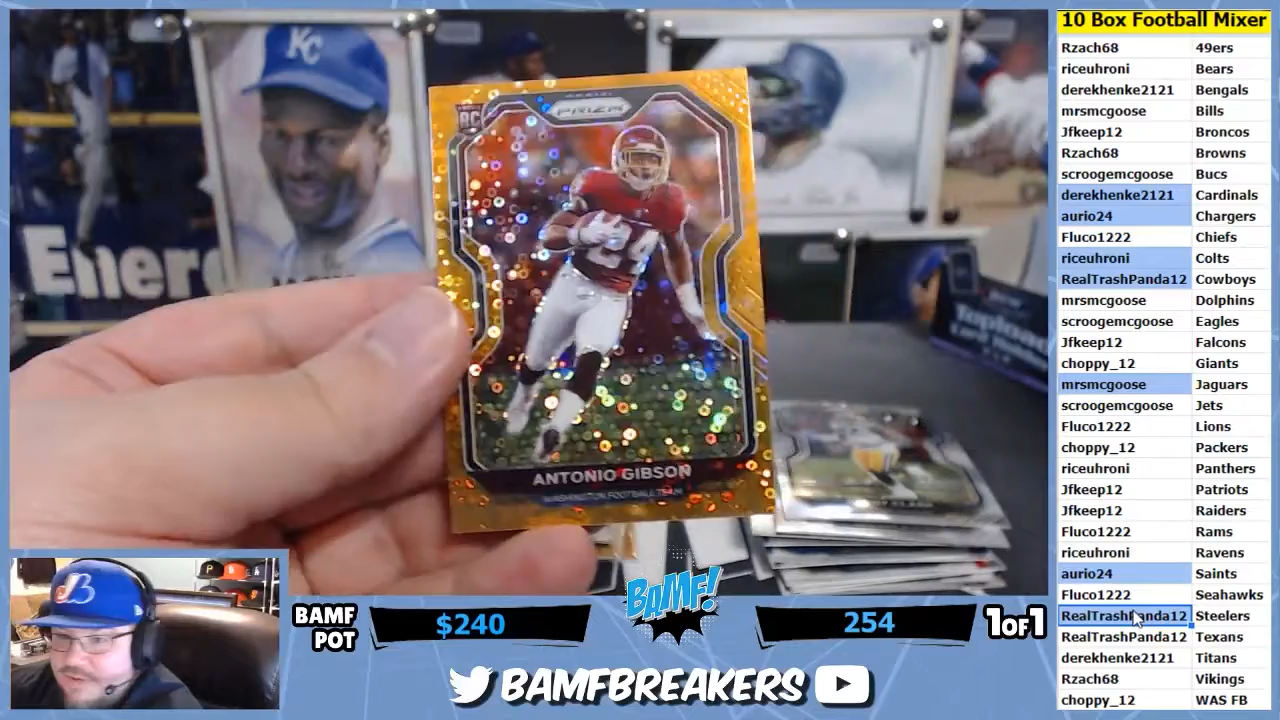 KC
Ener
RC
PANINI
PRIZM
24
ANTONIO GIBSON
WASHINGTON FOOTBALL TEAM
10 Box Football Mixer
Rzach68 49ers
riceuhroni Bears
derekhenke2121 Bengals
mrsmcgoose Bills
Jfkeep12 Broncos
Rzach68 Browns
scroogemcgoose Bucs
derekhenke2121 Cardinals
aurio24 Chargers
Fluco1222 Chiefs
riceuhroni Colts
RealTrashPanda12 Cowboys
mrsmcgoose Dolphins
scroogemcgoose Eagles
Jfkeep12 Falcons
choppy_12 Giants
mrsmcgoose Jaguars
scroogemcgoose Jets
Fluco1222 Lions
choppy_12 Packers
riceuhroni Panthers
Jfkeep12 Patriots
Jfkeep12 Raiders
Fluco1222 Rams
riceuhroni Ravens
aurio24 Saints
Fluco1222 Seahawks
RealTrashPanda12 Steelers
RealTrashPanda12 Texans
derekhenke2121 Titans
Rzach68 Vikings
choppy_12 WAS FB
BAMF POT $240
BAMF!
254 1OF1
BAMFBREAKERS